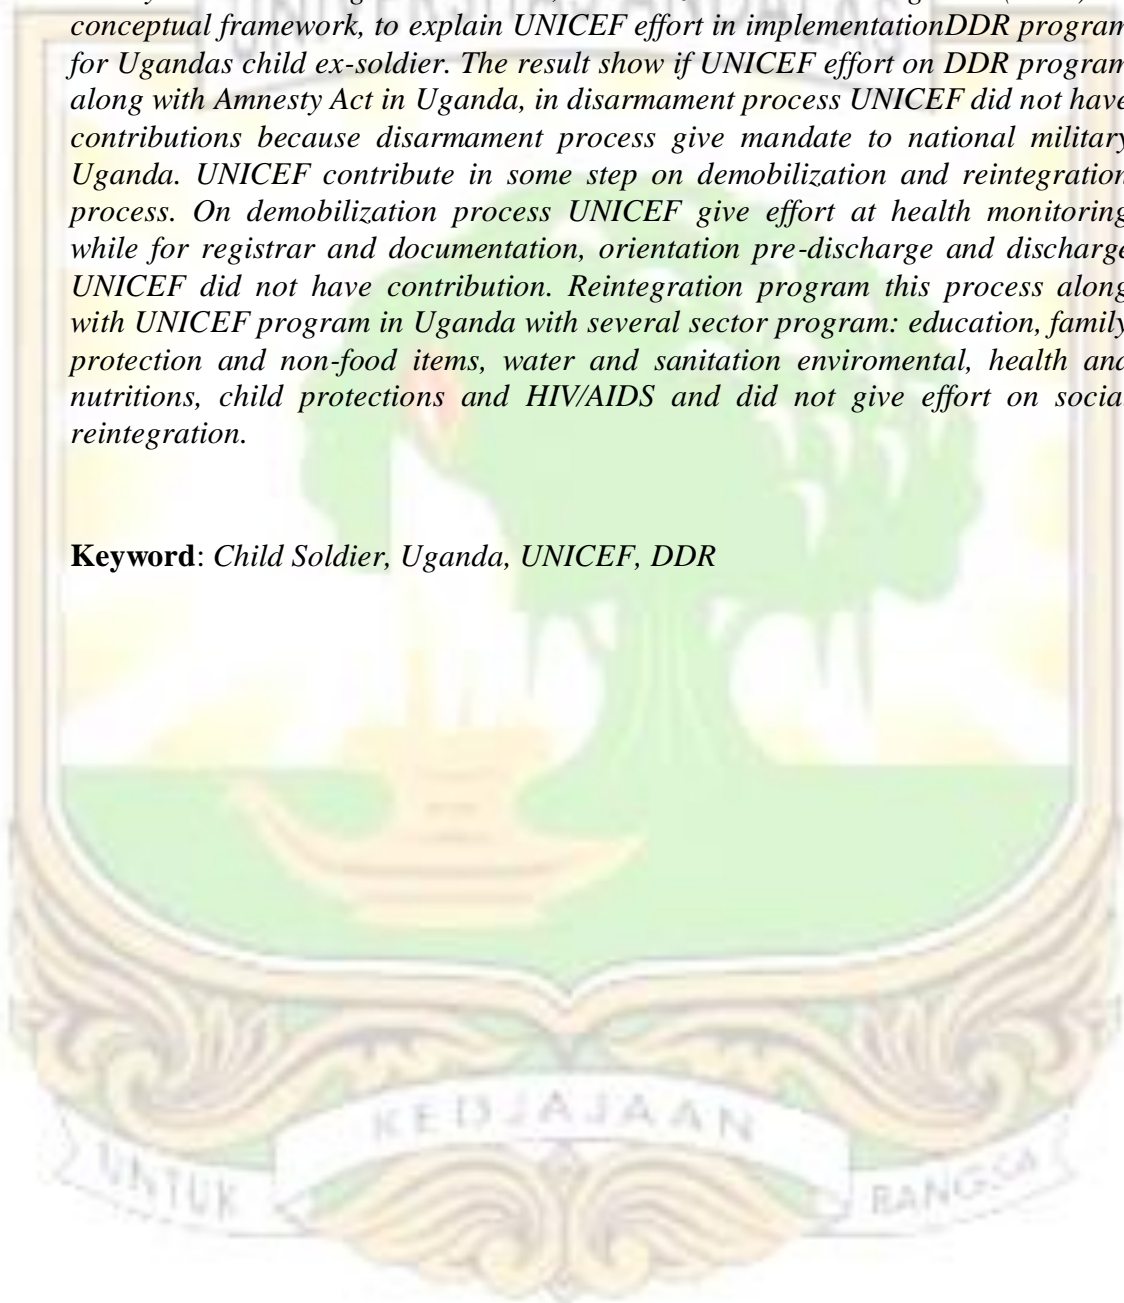 conceptual framework, to explain UNICEF effort in implementationDDR program
for Ugandas child ex-soldier. The result show if UNICEF effort on DDR program
along with Amnesty Act in Uganda, in disarmament process UNICEF did not have
contributions because disarmament process give mandate to national military
Uganda. UNICEF contribute in some step on demobilization and reintegration
process. On demobilization process UNICEF give effort at health monitoring
while for registrar and documentation, orientation pre-discharge and discharge
UNICEF did not have contribution. Reintegration program this process along
with UNICEF program in Uganda with several sector program: education, family
protection and non-food items, water and sanitation enviromental, health and
nutritions, child protections and HIV/AIDS and did not give effort on social
reintegration.
Keyword: Child Soldier, Uganda, UNICEF, DDR
KEDJAJAAN
UNTUK
BANGSA